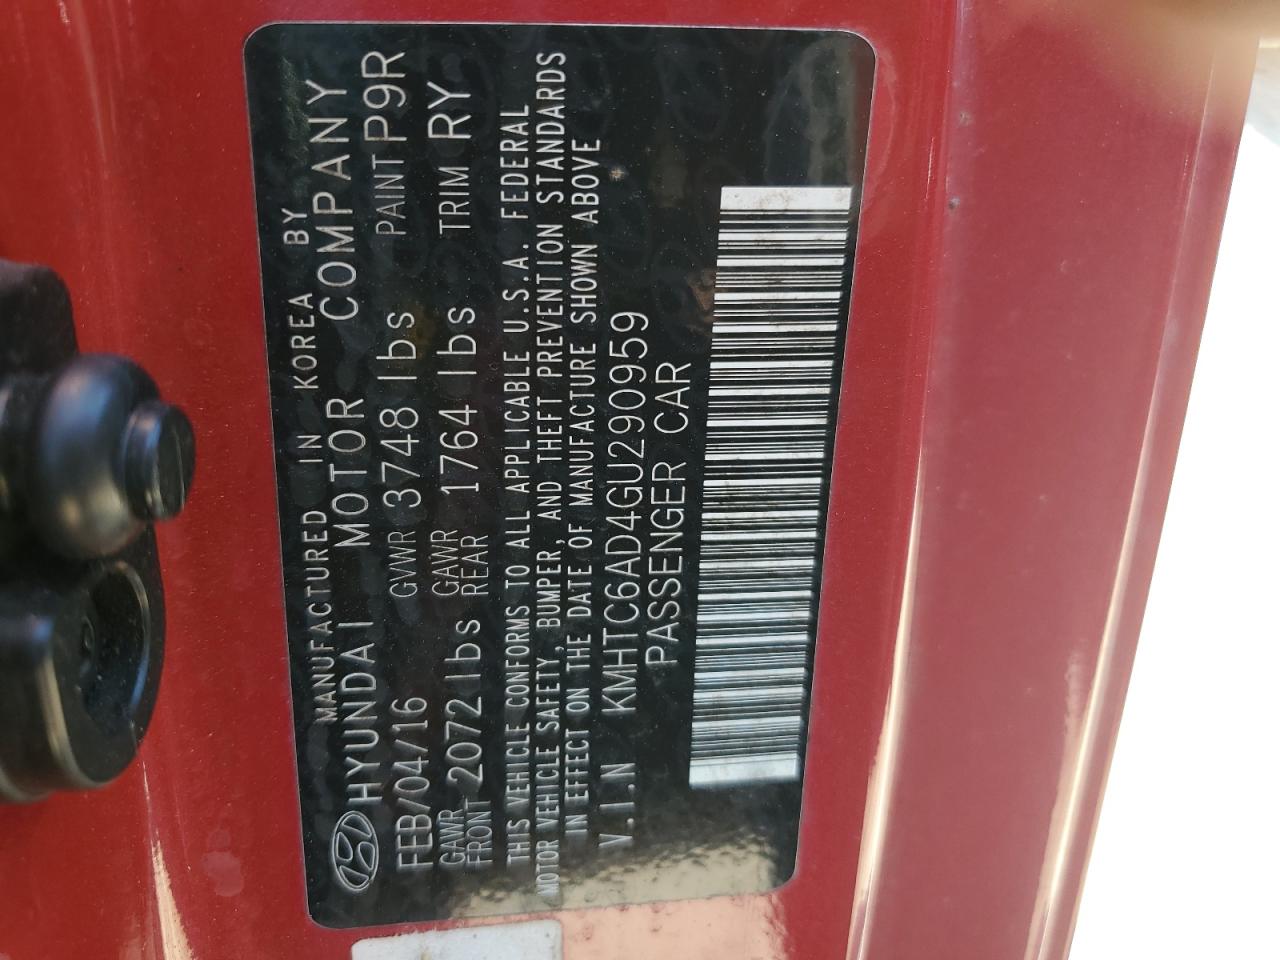 MANUFACTURED IN KOREA BY
HYUNDAI MOTOR COMPANY
FEB/04/16 GVWR 3748 lbs PAINT P9R
GAWR FRONT 2072 lbs GAWR REAR 1764 lbs TRIM RY
THIS VEHICLE CONFORMS TO ALL APPLICABLE U.S.A. FEDERAL
MOTOR VEHICLE SAFETY, BUMPER, AND THEFT PREVENTION STANDARDS
IN EFFECT ON THE DATE OF MANUFACTURE SHOWN ABOVE
V.I.N KMHTC6AD4GU290959
PASSENGER CAR